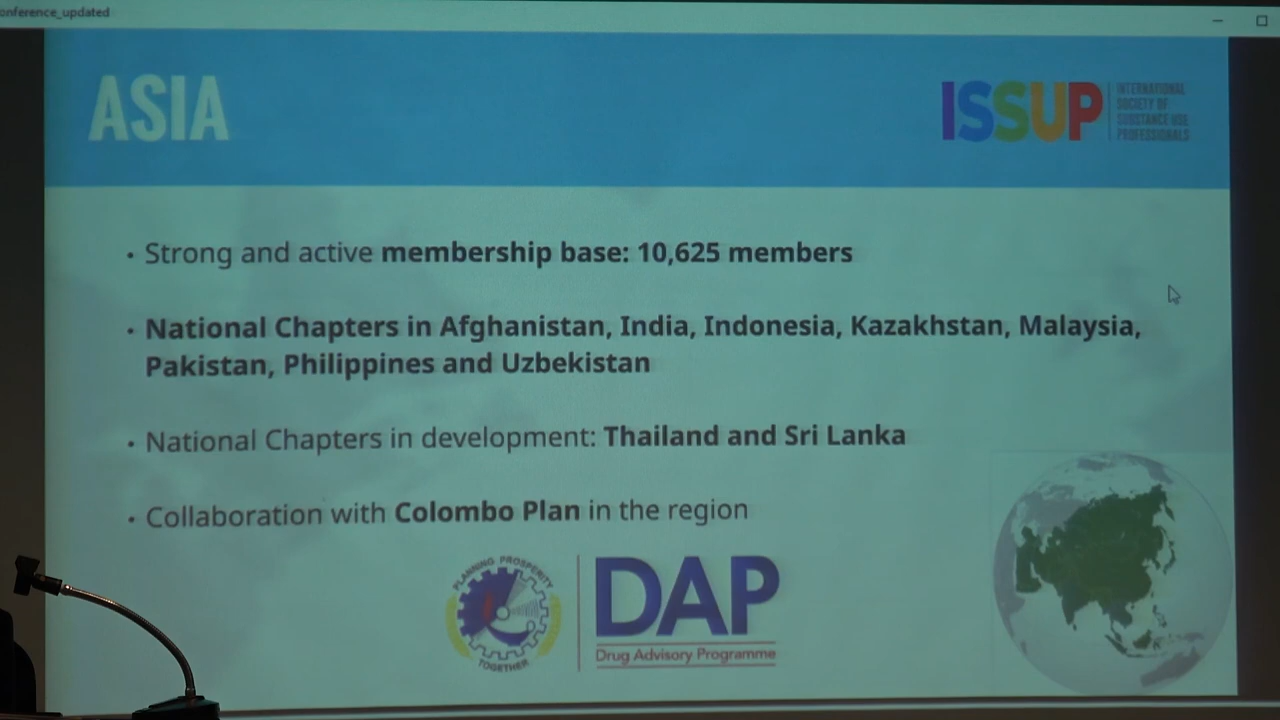 onference_updated
ASIA
ISSUP
INTERNATIONAL
SOCIETY OF
SUBSTANCE USE
PROFESSIONALS
• Strong and active membership base: 10,625 members
• National Chapters in Afghanistan, India, Indonesia, Kazakhstan, Malaysia,
Pakistan, Philippines and Uzbekistan
• National Chapters in development: Thailand and Sri Lanka
• Collaboration with Colombo Plan in the region
PLANNING PROSPERITY
TOGETHER
DAP
Drug Advisory Programme